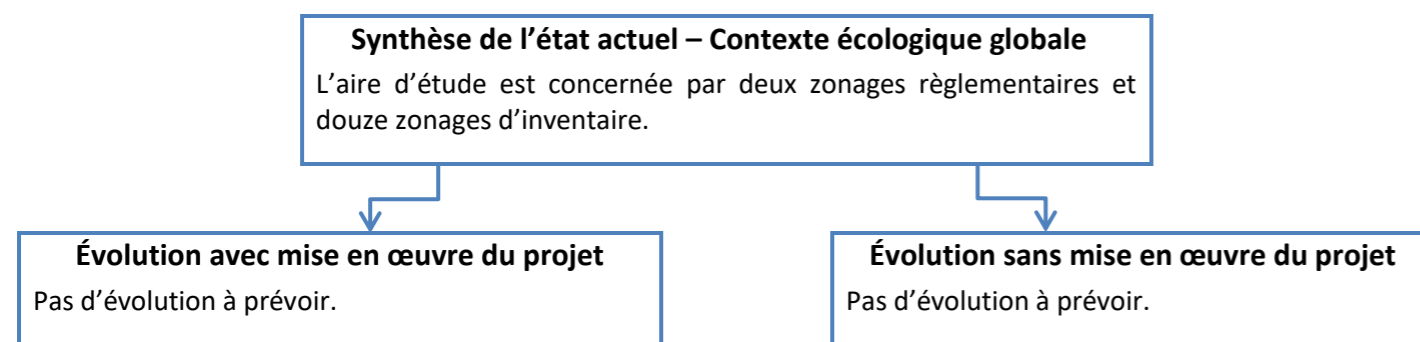 Synthèse de l’état actuel – Contexte écologique globale
L’aire d’étude est concernée par deux zonages règlementaires et
douze zonages d’inventaire.
Évolution avec mise en œuvre du projet
Pas d’évolution à prévoir.
Évolution sans mise en œuvre du projet
Pas d’évolution à prévoir.